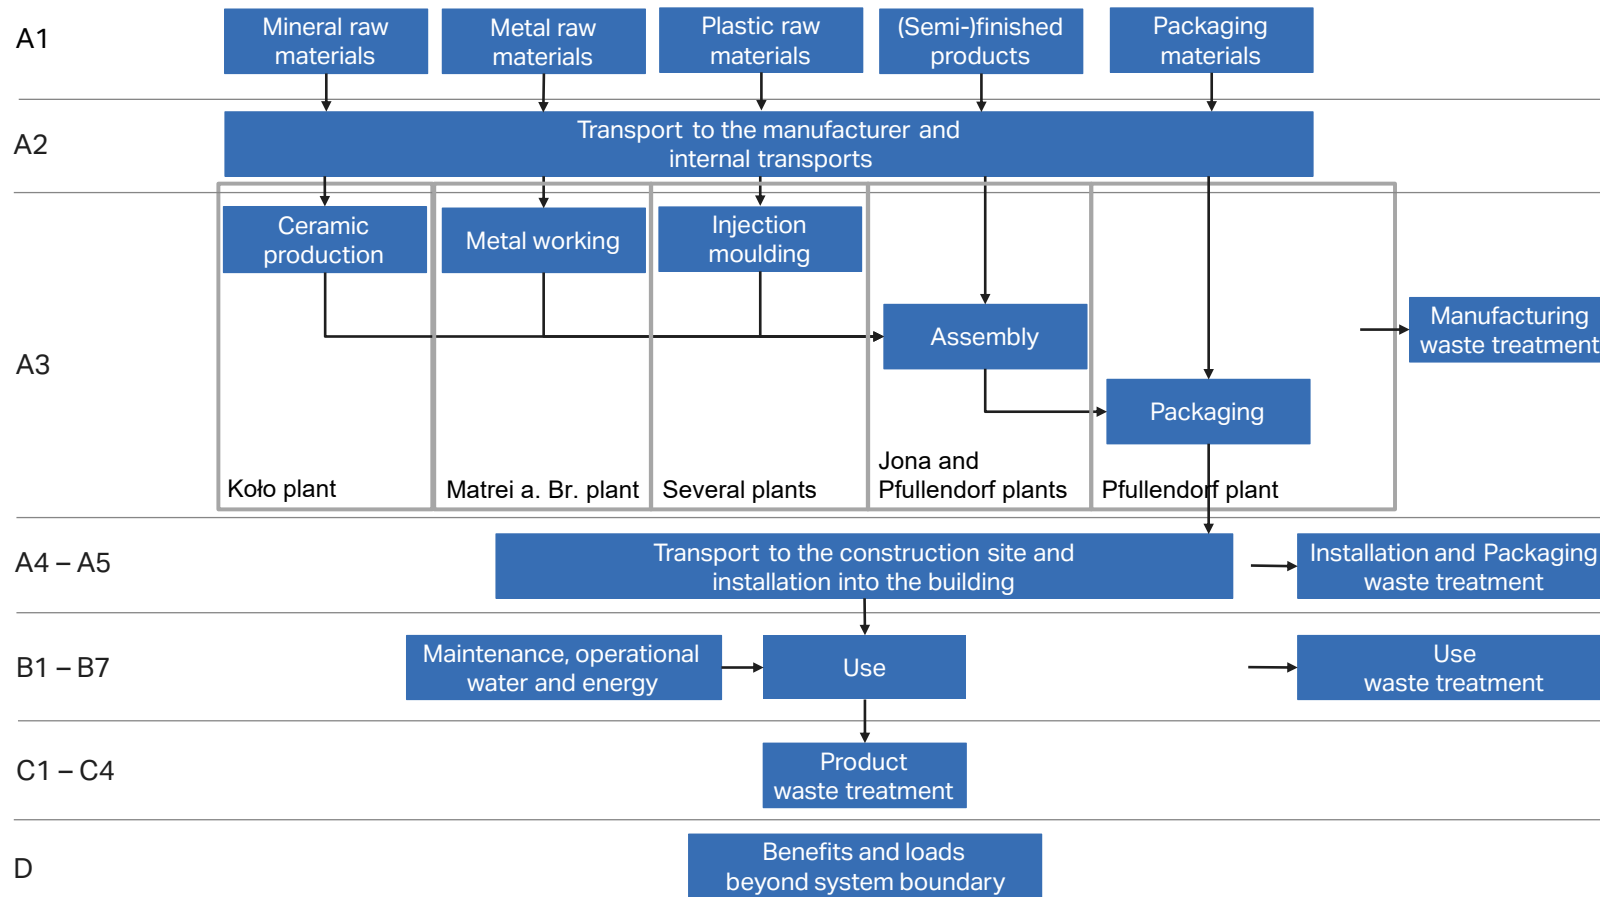 A1
Mineral raw
materials
Metal raw
materials
Plastic raw
materials
(Semi-)finished
products
Packaging
materials
A2
Transport to the manufacturer and
internal transports
A3
Ceramic
production
Metal working
Injection
moulding
Assembly
Packaging
Manufacturing
waste treatment
Koło plant
Matrei a. Br. plant
Several plants
Jona and
Pfullendorf plants
Pfullendorf plant
A4 – A5
Transport to the construction site and
installation into the building
Installation and Packaging
waste treatment
B1 – B7
Maintenance, operational
water and energy
Use
Use
waste treatment
C1 – C4
Product
waste treatment
D
Benefits and loads
beyond system boundary